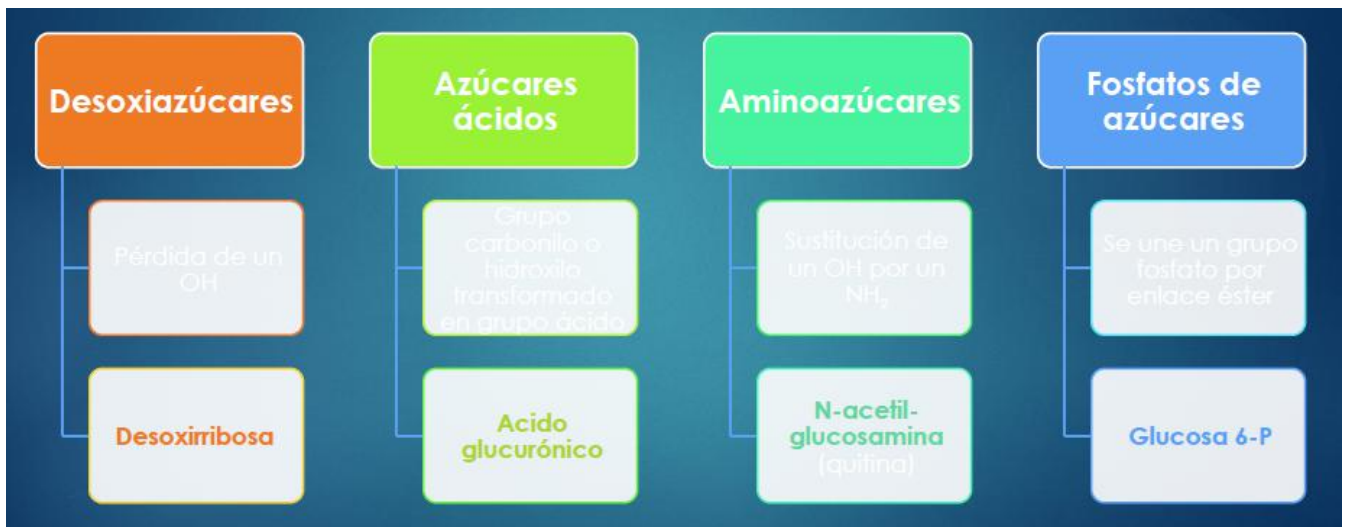 Desoxiazúcares
Pérdida de un
OH
Desoxirribosa
Azúcares
ácidos
Grupo
carbonilo o
hidroxilo
transformado
en grupo ácido
Acido
glucurónico
Aminoazúcares
Sustitución de
un OH por un
NH₂
N-acetil-
glucosamina
(quitina)
Fosfatos de
azúcares
Se une un grupo
fosfato por
enlace éster
Glucosa 6-P